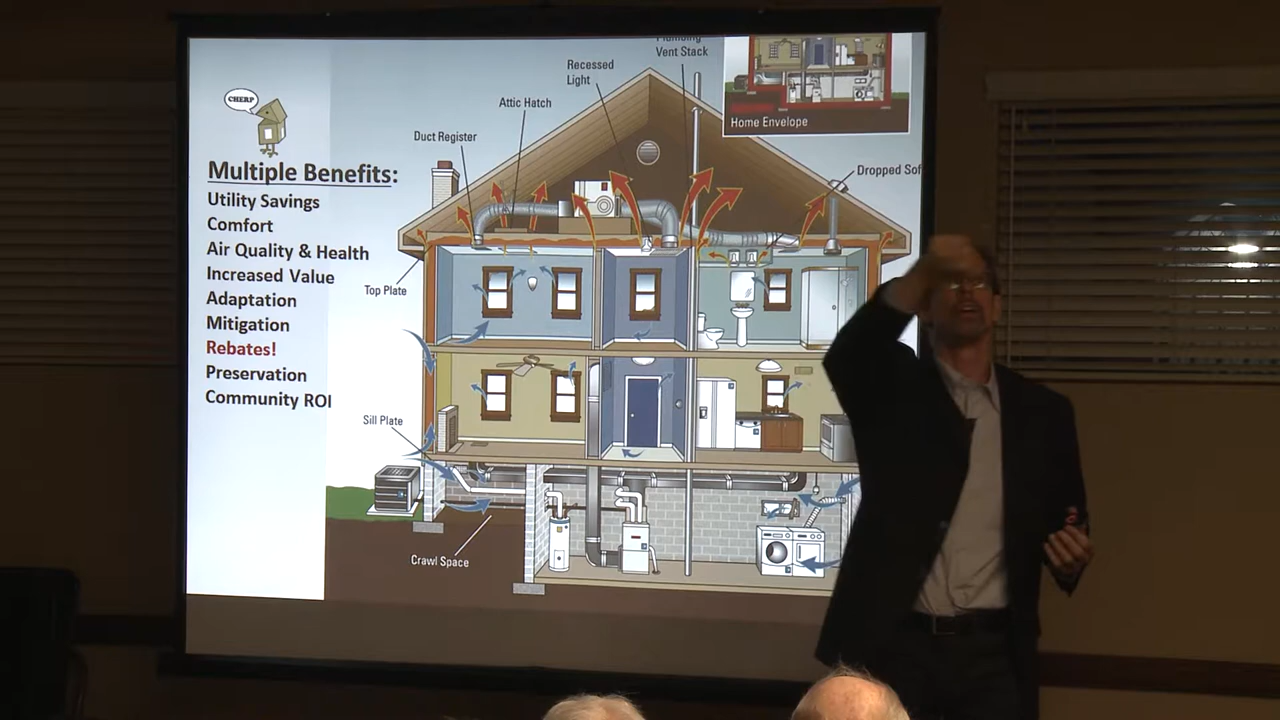 CHERP
Multiple Benefits:
Utility Savings
Comfort
Air Quality & Health
Increased Value
Adaptation
Mitigation
Rebates!
Preservation
Community ROI
Plumbing
Vent Stack
Recessed
Light
Attic Hatch
Duct Register
Home Envelope
Dropped Sof
Top Plate
Sill Plate
Crawl Space